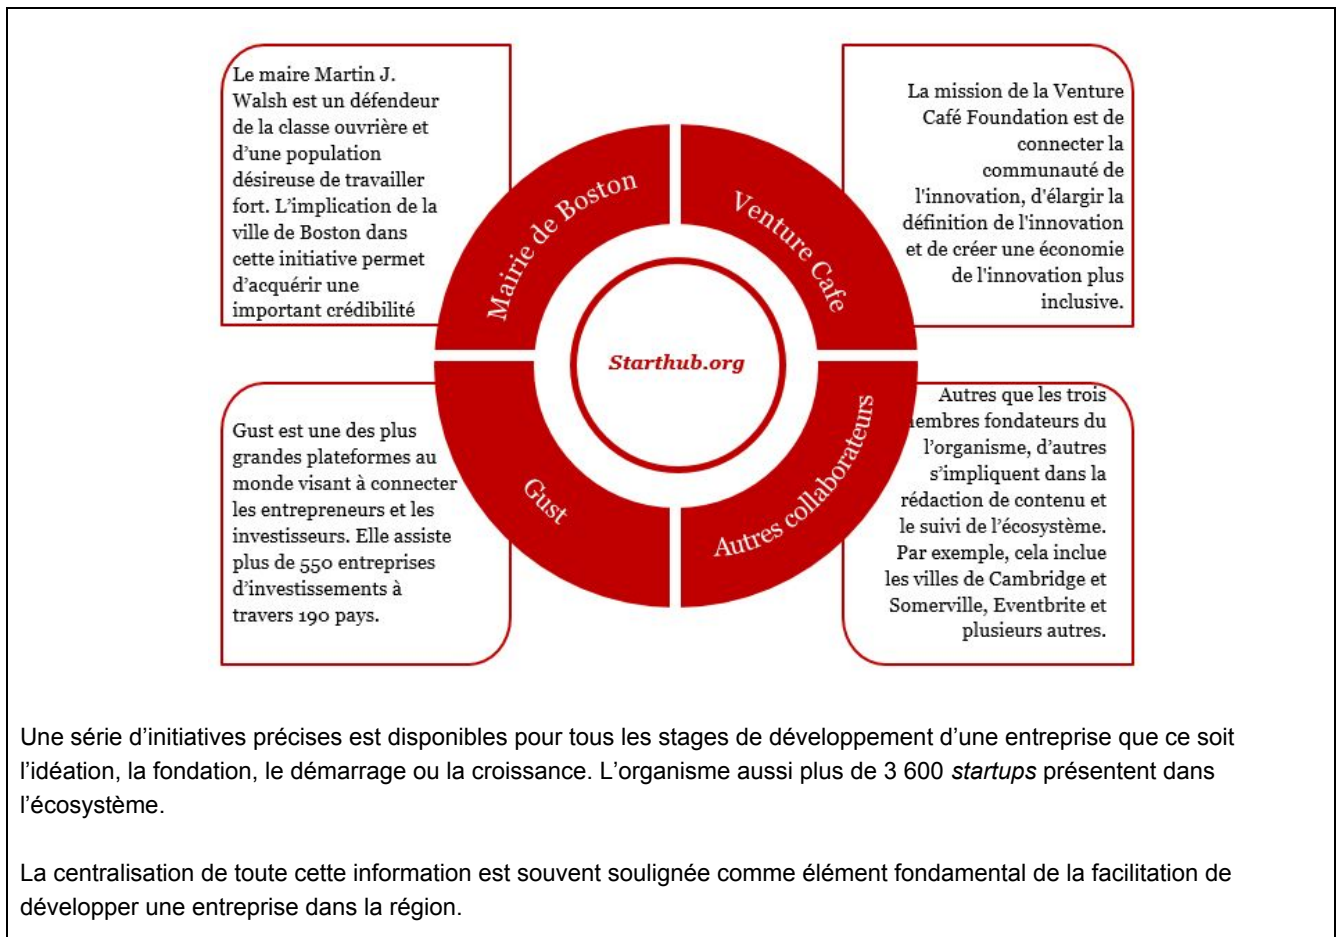 Le maire Martin J.
Walsh est un défendeur
de la classe ouvrière et
d'une population
désireuse de travailler
fort. L'implication de la
ville de Boston dans
cette initiative permet
d'acquérir une
important crédibilité
La mission de la Venture
Café Foundation est de
connecter la
communauté de
l'innovation, d'élargir la
définition de l'innovation
et de créer une économie
de l'innovation plus
inclusive.
Mairie de Boston
Venture Cafe
Starthub.org
Gust
Autres collaborateurs
Gust est une des plus
grandes plateformes au
monde visant à connecter
les entrepreneurs et les
investisseurs. Elle assiste
plus de 550 entreprises
d'investissements à
travers 190 pays.
Autres que les trois
embres fondateurs du
l'organisme, d'autres
s'impliquent dans la
rédaction de contenu et
le suivi de l'écosystème.
Par exemple, cela inclue
les villes de Cambridge et
Somerville, Eventbrite et
plusieurs autres.
Une série d'initiatives précises est disponibles pour tous les stages de développement d'une entreprise que ce soit
l'idéation, la fondation, le démarrage ou la croissance. L'organisme aussi plus de 3 600 startups présentent dans
l'écosystème.
La centralisation de toute cette information est souvent soulignée comme élément fondamental de la facilitation de
développer une entreprise dans la région.